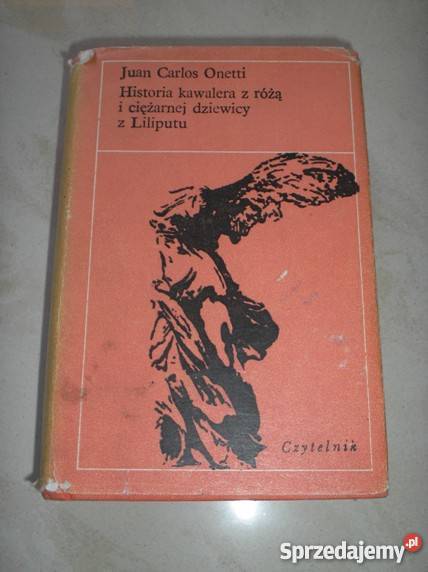 Juan Carlos Onetti
Historia kawalera z różą
i ciężarnej dziewicy
z Liliputu
Czytelnik
Sprzedajemy.pl